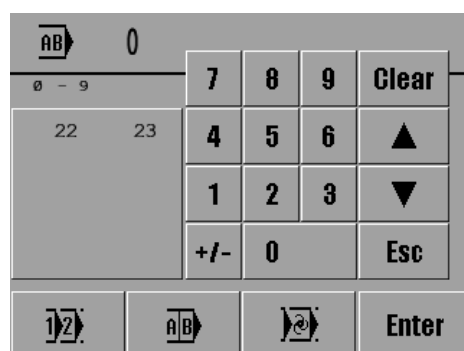 AB 0
Ø - 9
7 8 9 Clear
22 23
4 5 6
1 2 3
+/- 0 Esc
1 2 A B Enter